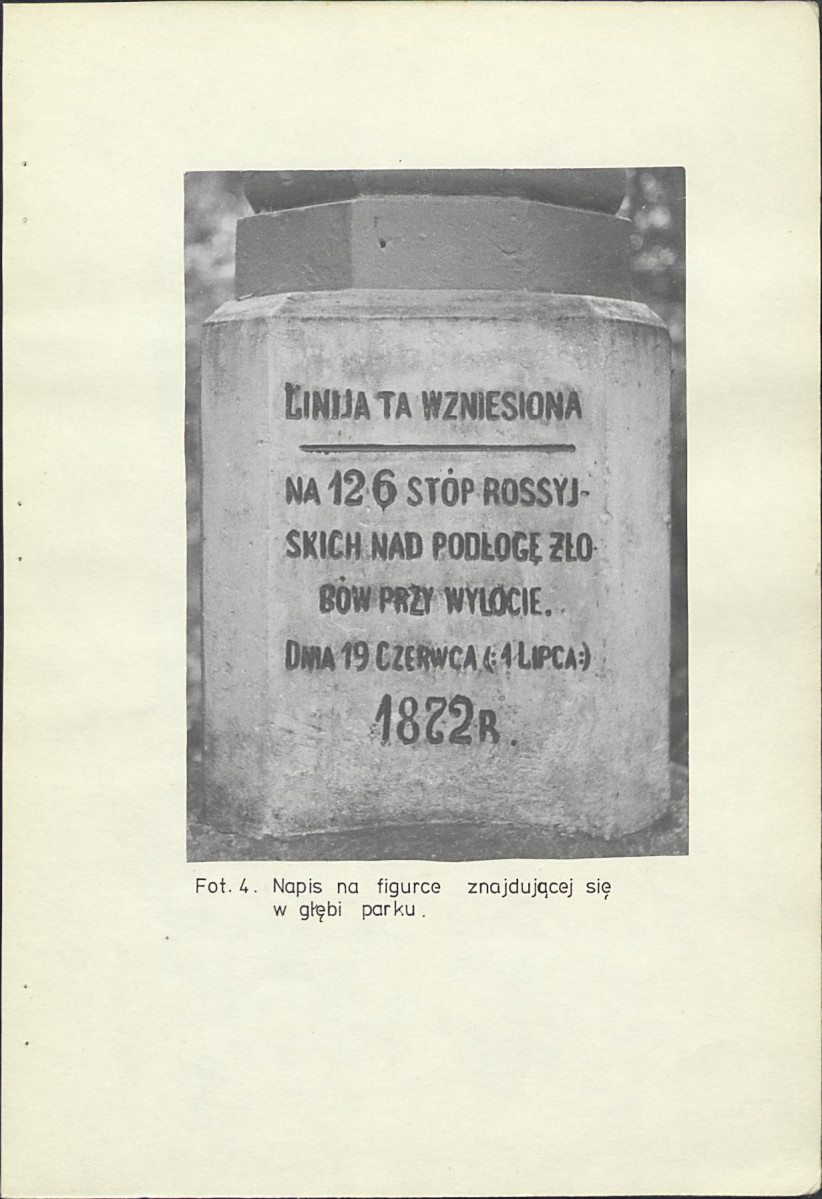 LINIJA TA WZNIESIONA
NA 12·6 STÓP ROSSYJ-
SKICH NAD PODŁOGĘ ZŁO-
BÓW PRZY WYLOCIE.
DNIA 19 CZERWCA (:1 LIPCA:)
1872 R.
Fot. 4. Napis na figurce znajdującej się
w głębi parku.